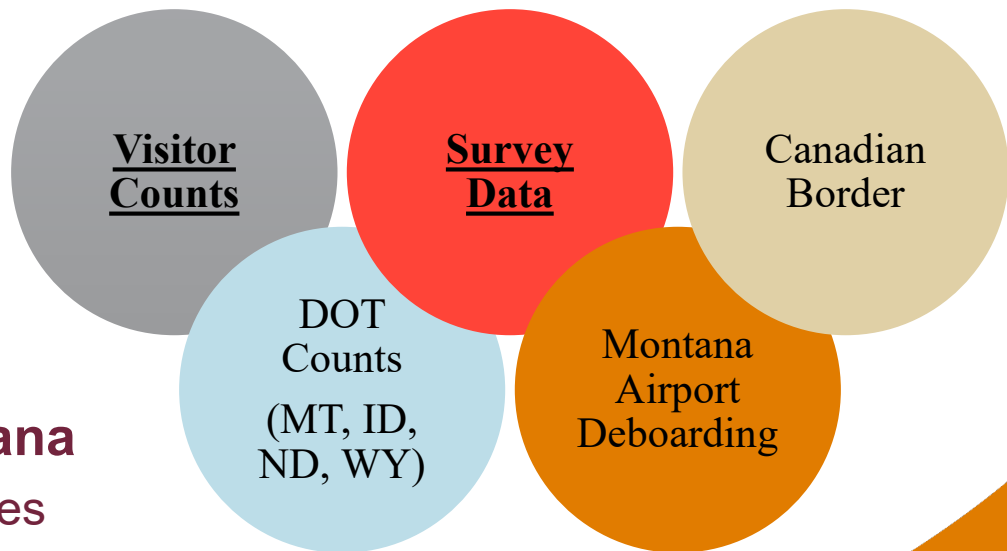 Visitor
Counts
Survey
Data
Canadian
Border
DOT
Counts
(MT, ID,
ND, WY)
Montana
Airport
Deboarding
ana
es